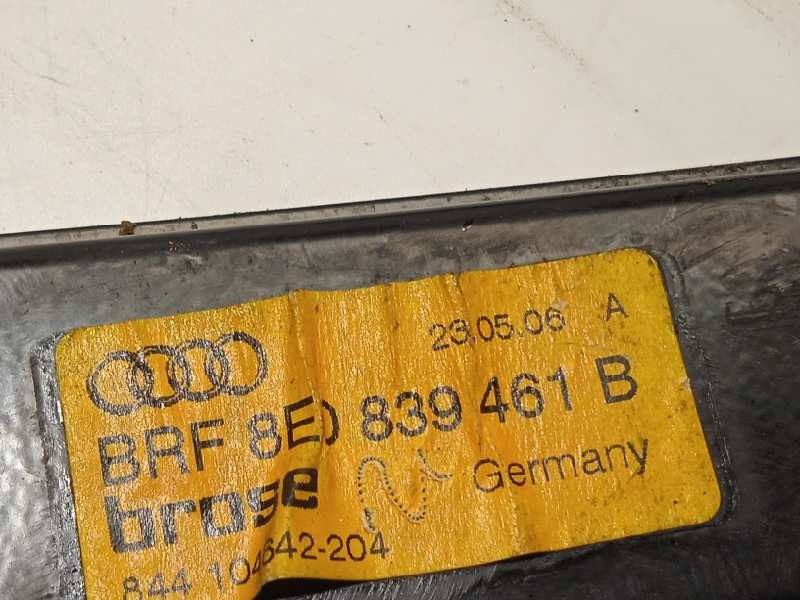 23.05.06 A
BRF 8E0 839 461 B
brose Germany
844 104642-204